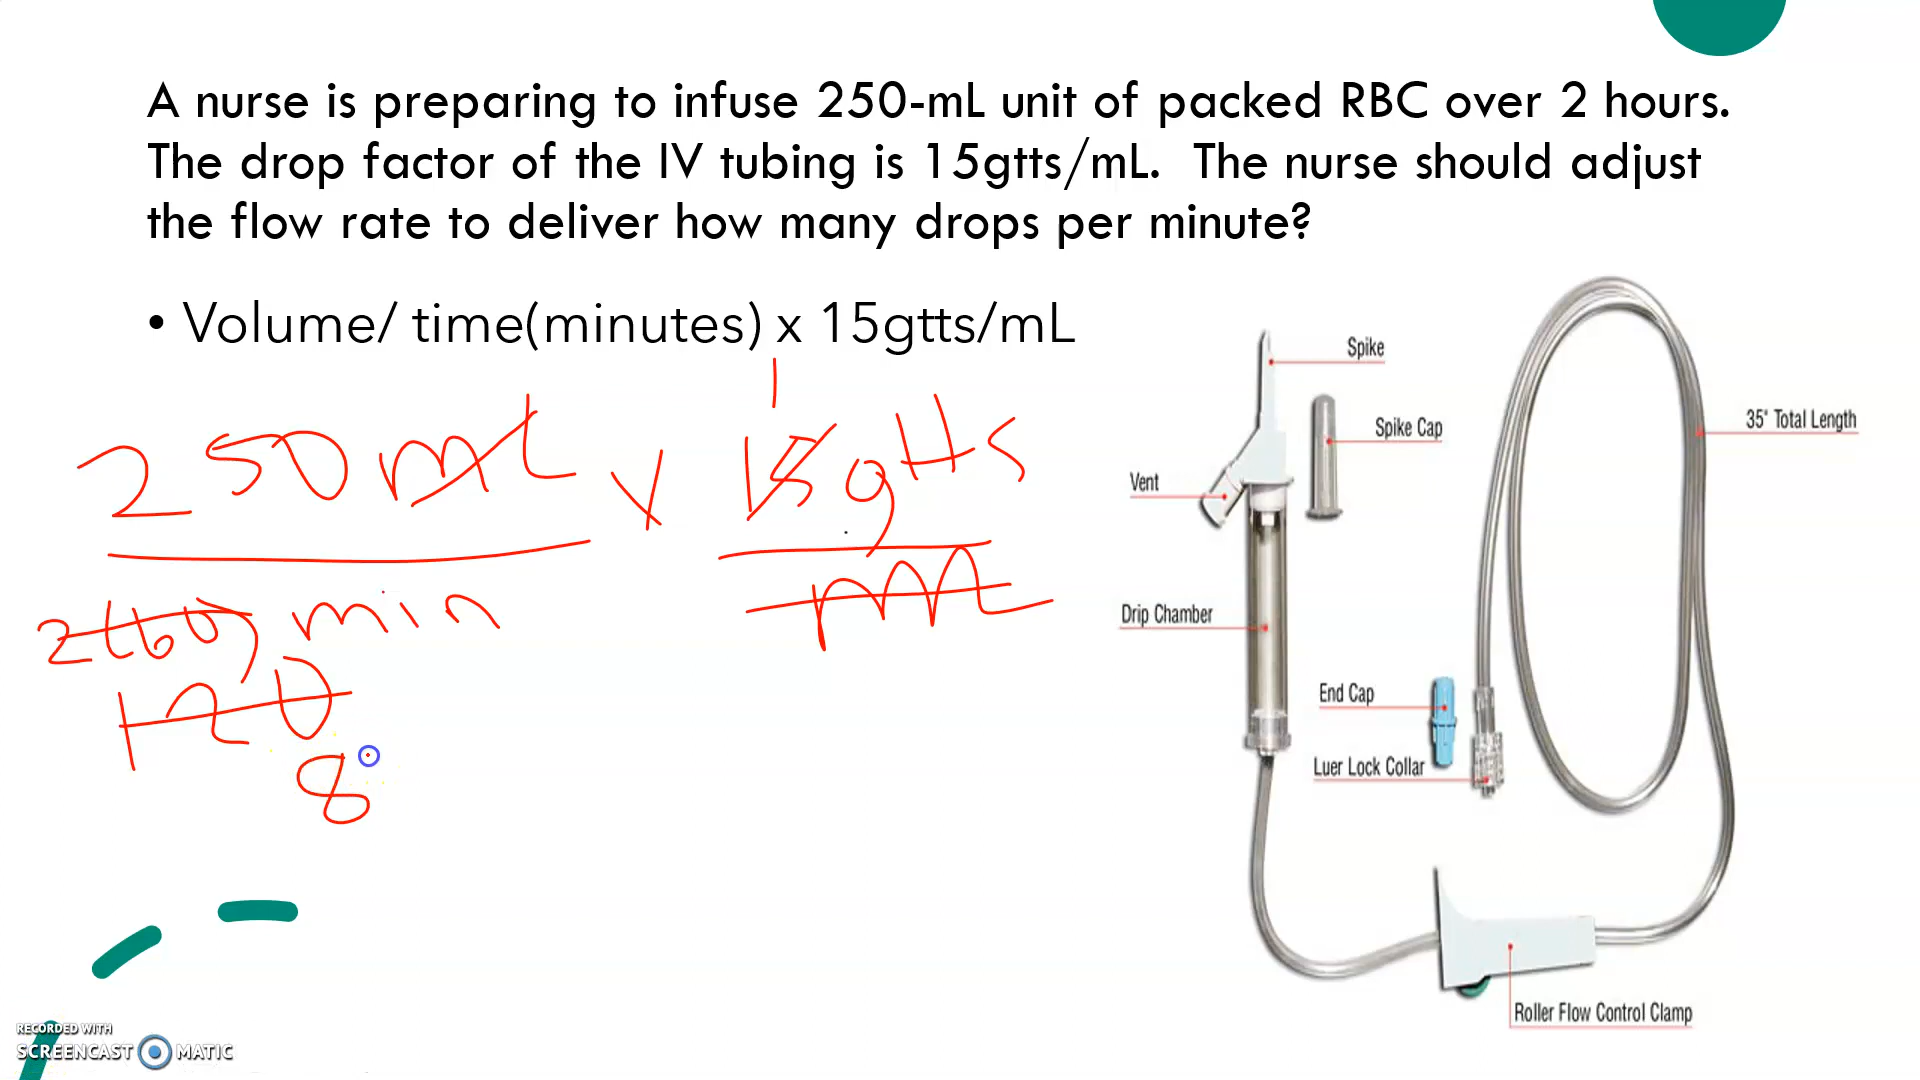 A nurse is preparing to infuse 250-mL unit of packed RBC over 2 hours.
The drop factor of the IV tubing is 15gtts/mL. The nurse should adjust
the flow rate to deliver how many drops per minute?
• Volume/ time(minutes) x 15gtts/mL
1
250 mL x 15 gtts
2(60) min mL
120
8
Spike
Spike Cap
35" Total Length
Vent
Drip Chamber
End Cap
Luer Lock Collar
Roller Flow Control Clamp
RECORDED WITH
SCREENCAST MATIC